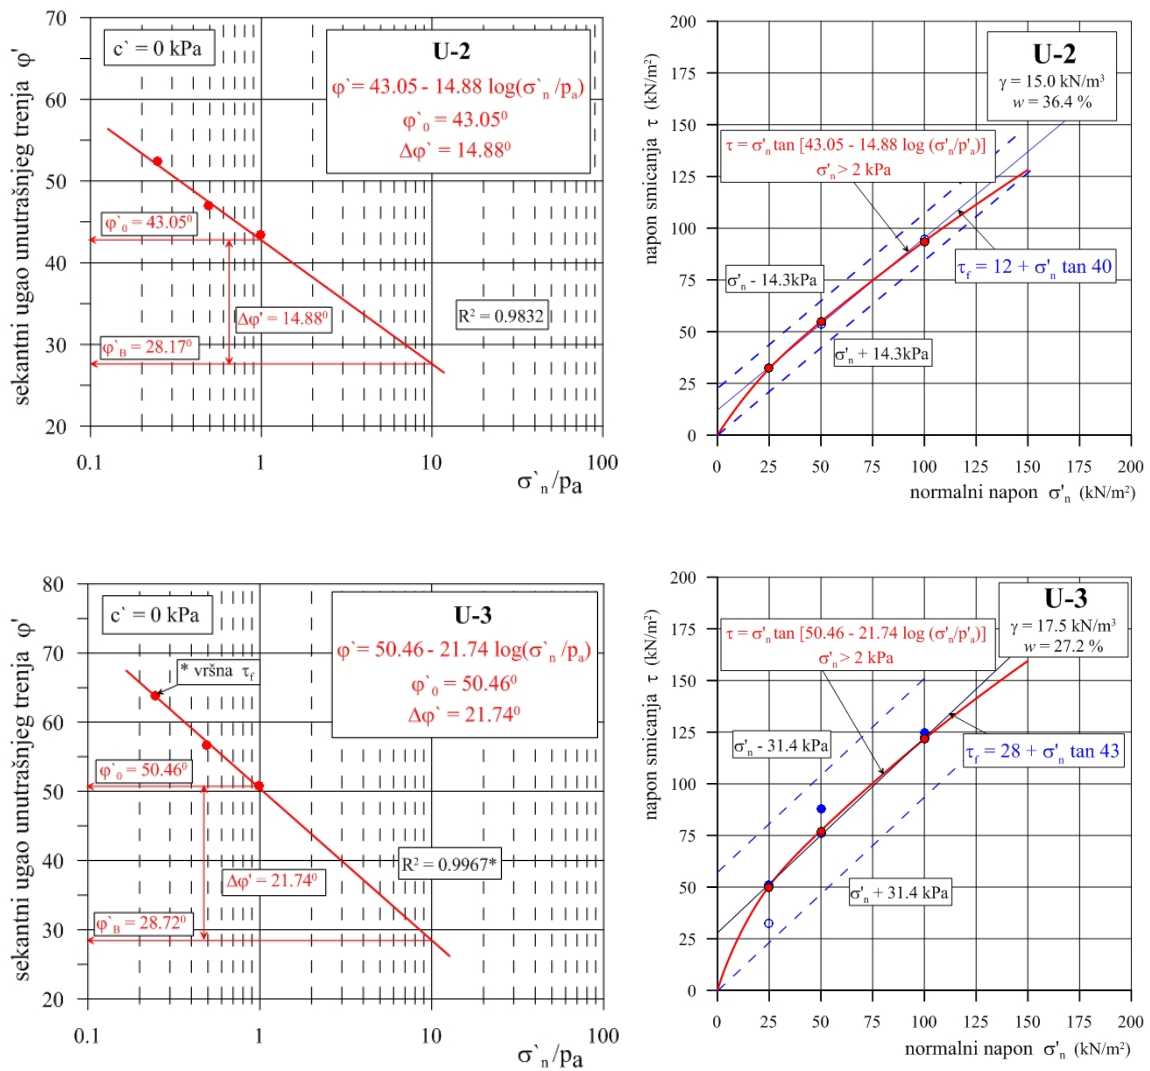 c` = 0 kPa
U-2
φ`= 43.05 - 14.88 log(σ`n /pa)
φ`0 = 43.05⁰
Δφ` = 14.88⁰
φ`0 = 43.05⁰
Δφ' = 14.88⁰
φ`B = 28.17⁰
R² = 0.9832
sekantni ugao unutrašnjeg trenja φ'
70
60
50
40
30
20
0.1 1 10 100
σ`n/pa
U-2
γ = 15.0 kN/m³
w = 36.4 %
τ = σ'n tan [43.05 - 14.88 log (σ'n/p'a)]
σ'n > 2 kPa
τf = 12 + σ'n tan 40
σ'n - 14.3kPa
σ'n + 14.3kPa
napon smicanja τ (kN/m²)
200
175
150
125
100
75
50
25
0
0 25 50 75 100 125 150 175 200
normalni napon σ'n (kN/m²)
c` = 0 kPa
U-3
φ`= 50.46 - 21.74 log(σ`n /pa)
φ`0 = 50.46⁰
Δφ` = 21.74⁰
* vršna τf
φ`0 = 50.46⁰
R² = 0.9967*
Δφ' = 21.74⁰
φ`B = 28.72⁰
sekantni ugao unutrašnjeg trenja φ'
80
70
60
50
40
30
20
0.1 1 10 100
σ`n/pa
U-3
γ = 17.5 kN/m³
w = 27.2 %
τ = σ'n tan [50.46 - 21.74 log (σ'n/p'a)]
σ'n > 2 kPa
σ'n - 31.4 kPa
τf = 28 + σ'n tan 43
σ'n + 31.4 kPa
napon smicanja τ (kN/m²)
200
175
150
125
100
75
50
25
0
0 25 50 75 100 125 150 175 200
normalni napon σ'n (kN/m²)